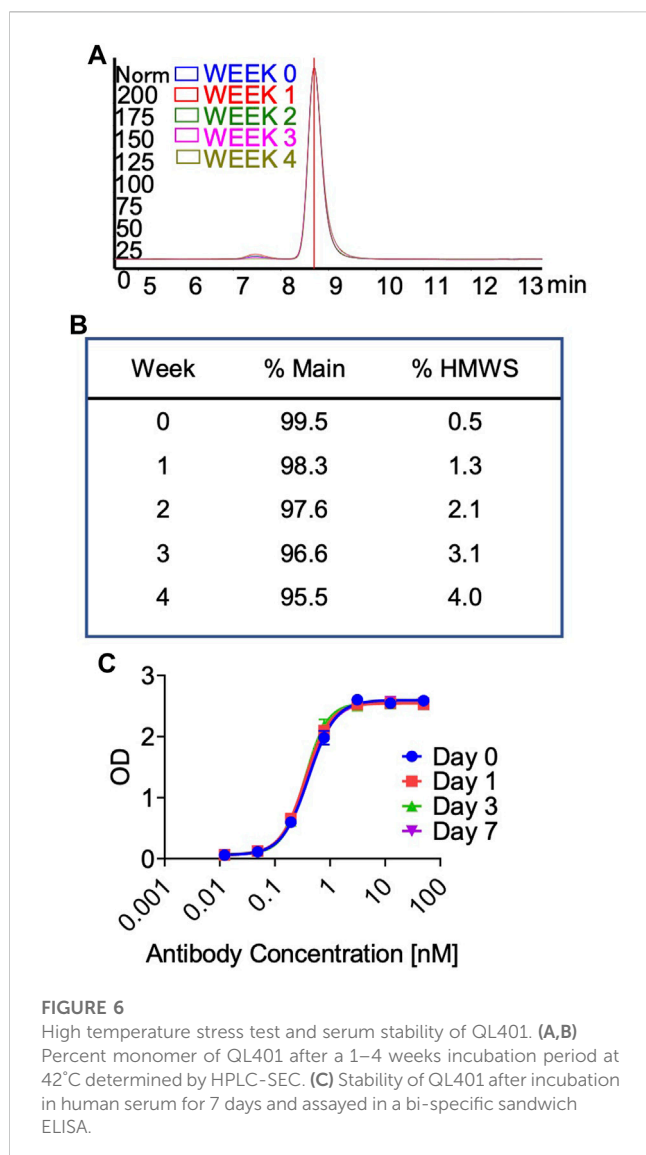 A
Norm
200
175
150
125
100
75
50
25
0
WEEK 0
WEEK 1
WEEK 2
WEEK 3
WEEK 4
5 6 7 8 9 10 11 12 13 min
B
Week % Main % HMWS
0 99.5 0.5
1 98.3 1.3
2 97.6 2.1
3 96.6 3.1
4 95.5 4.0
C
3
2
1
0
OD
Day 0
Day 1
Day 3
Day 7
0.001 0.01 0.1 1 10 100
Antibody Concentration [nM]
FIGURE 6
High temperature stress test and serum stability of QL401. (A,B)
Percent monomer of QL401 after a 1–4 weeks incubation period at
42°C determined by HPLC-SEC. (C) Stability of QL401 after incubation
in human serum for 7 days and assayed in a bi-specific sandwich
ELISA.